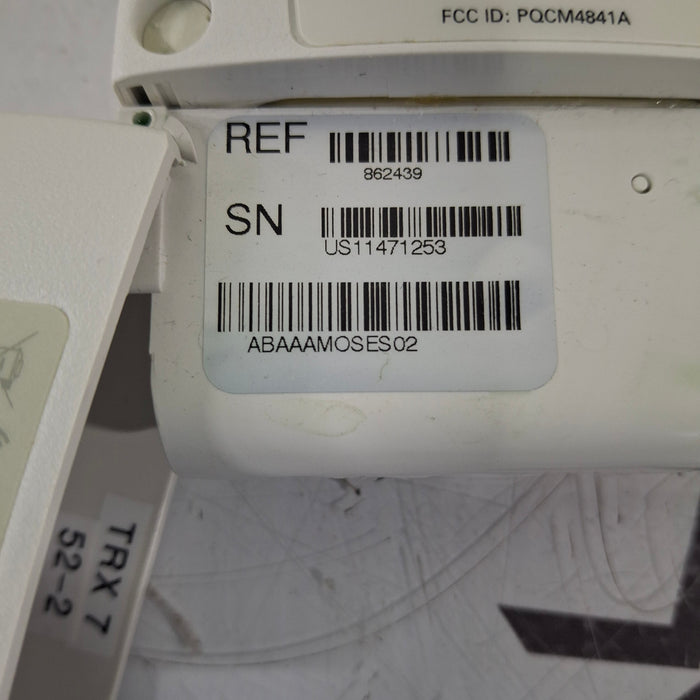 FCC ID: PQCM4841A
REF
862439
SN
US11471253
ABAAAMOSES02
TRX 7
52-2